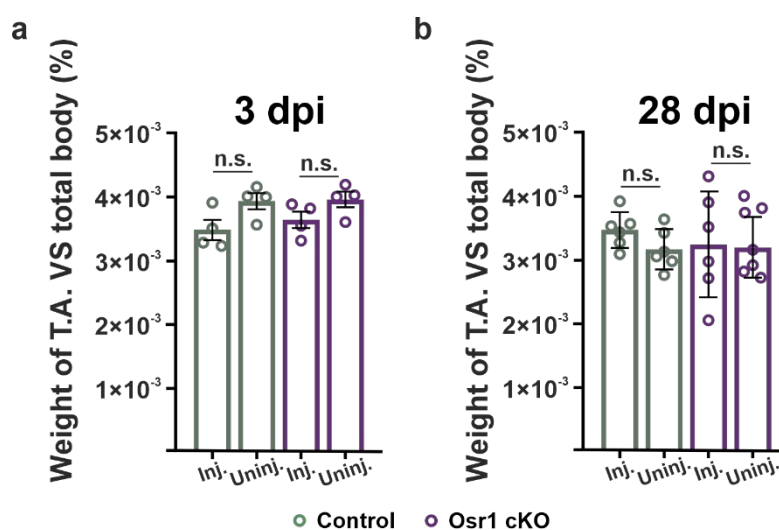 a
b
Weight of T.A. VS total body (%)
3 dpi
5×10⁻³
4×10⁻³
3×10⁻³
2×10⁻³
1×10⁻³
n.s.
n.s.
Inj.
Uninj.
Inj.
Uninj.
Weight of T.A. VS total body (%)
28 dpi
5×10⁻³
4×10⁻³
3×10⁻³
2×10⁻³
1×10⁻³
n.s.
n.s.
Inj.
Uninj.
Inj.
Uninj.
Control Osr1 cKO